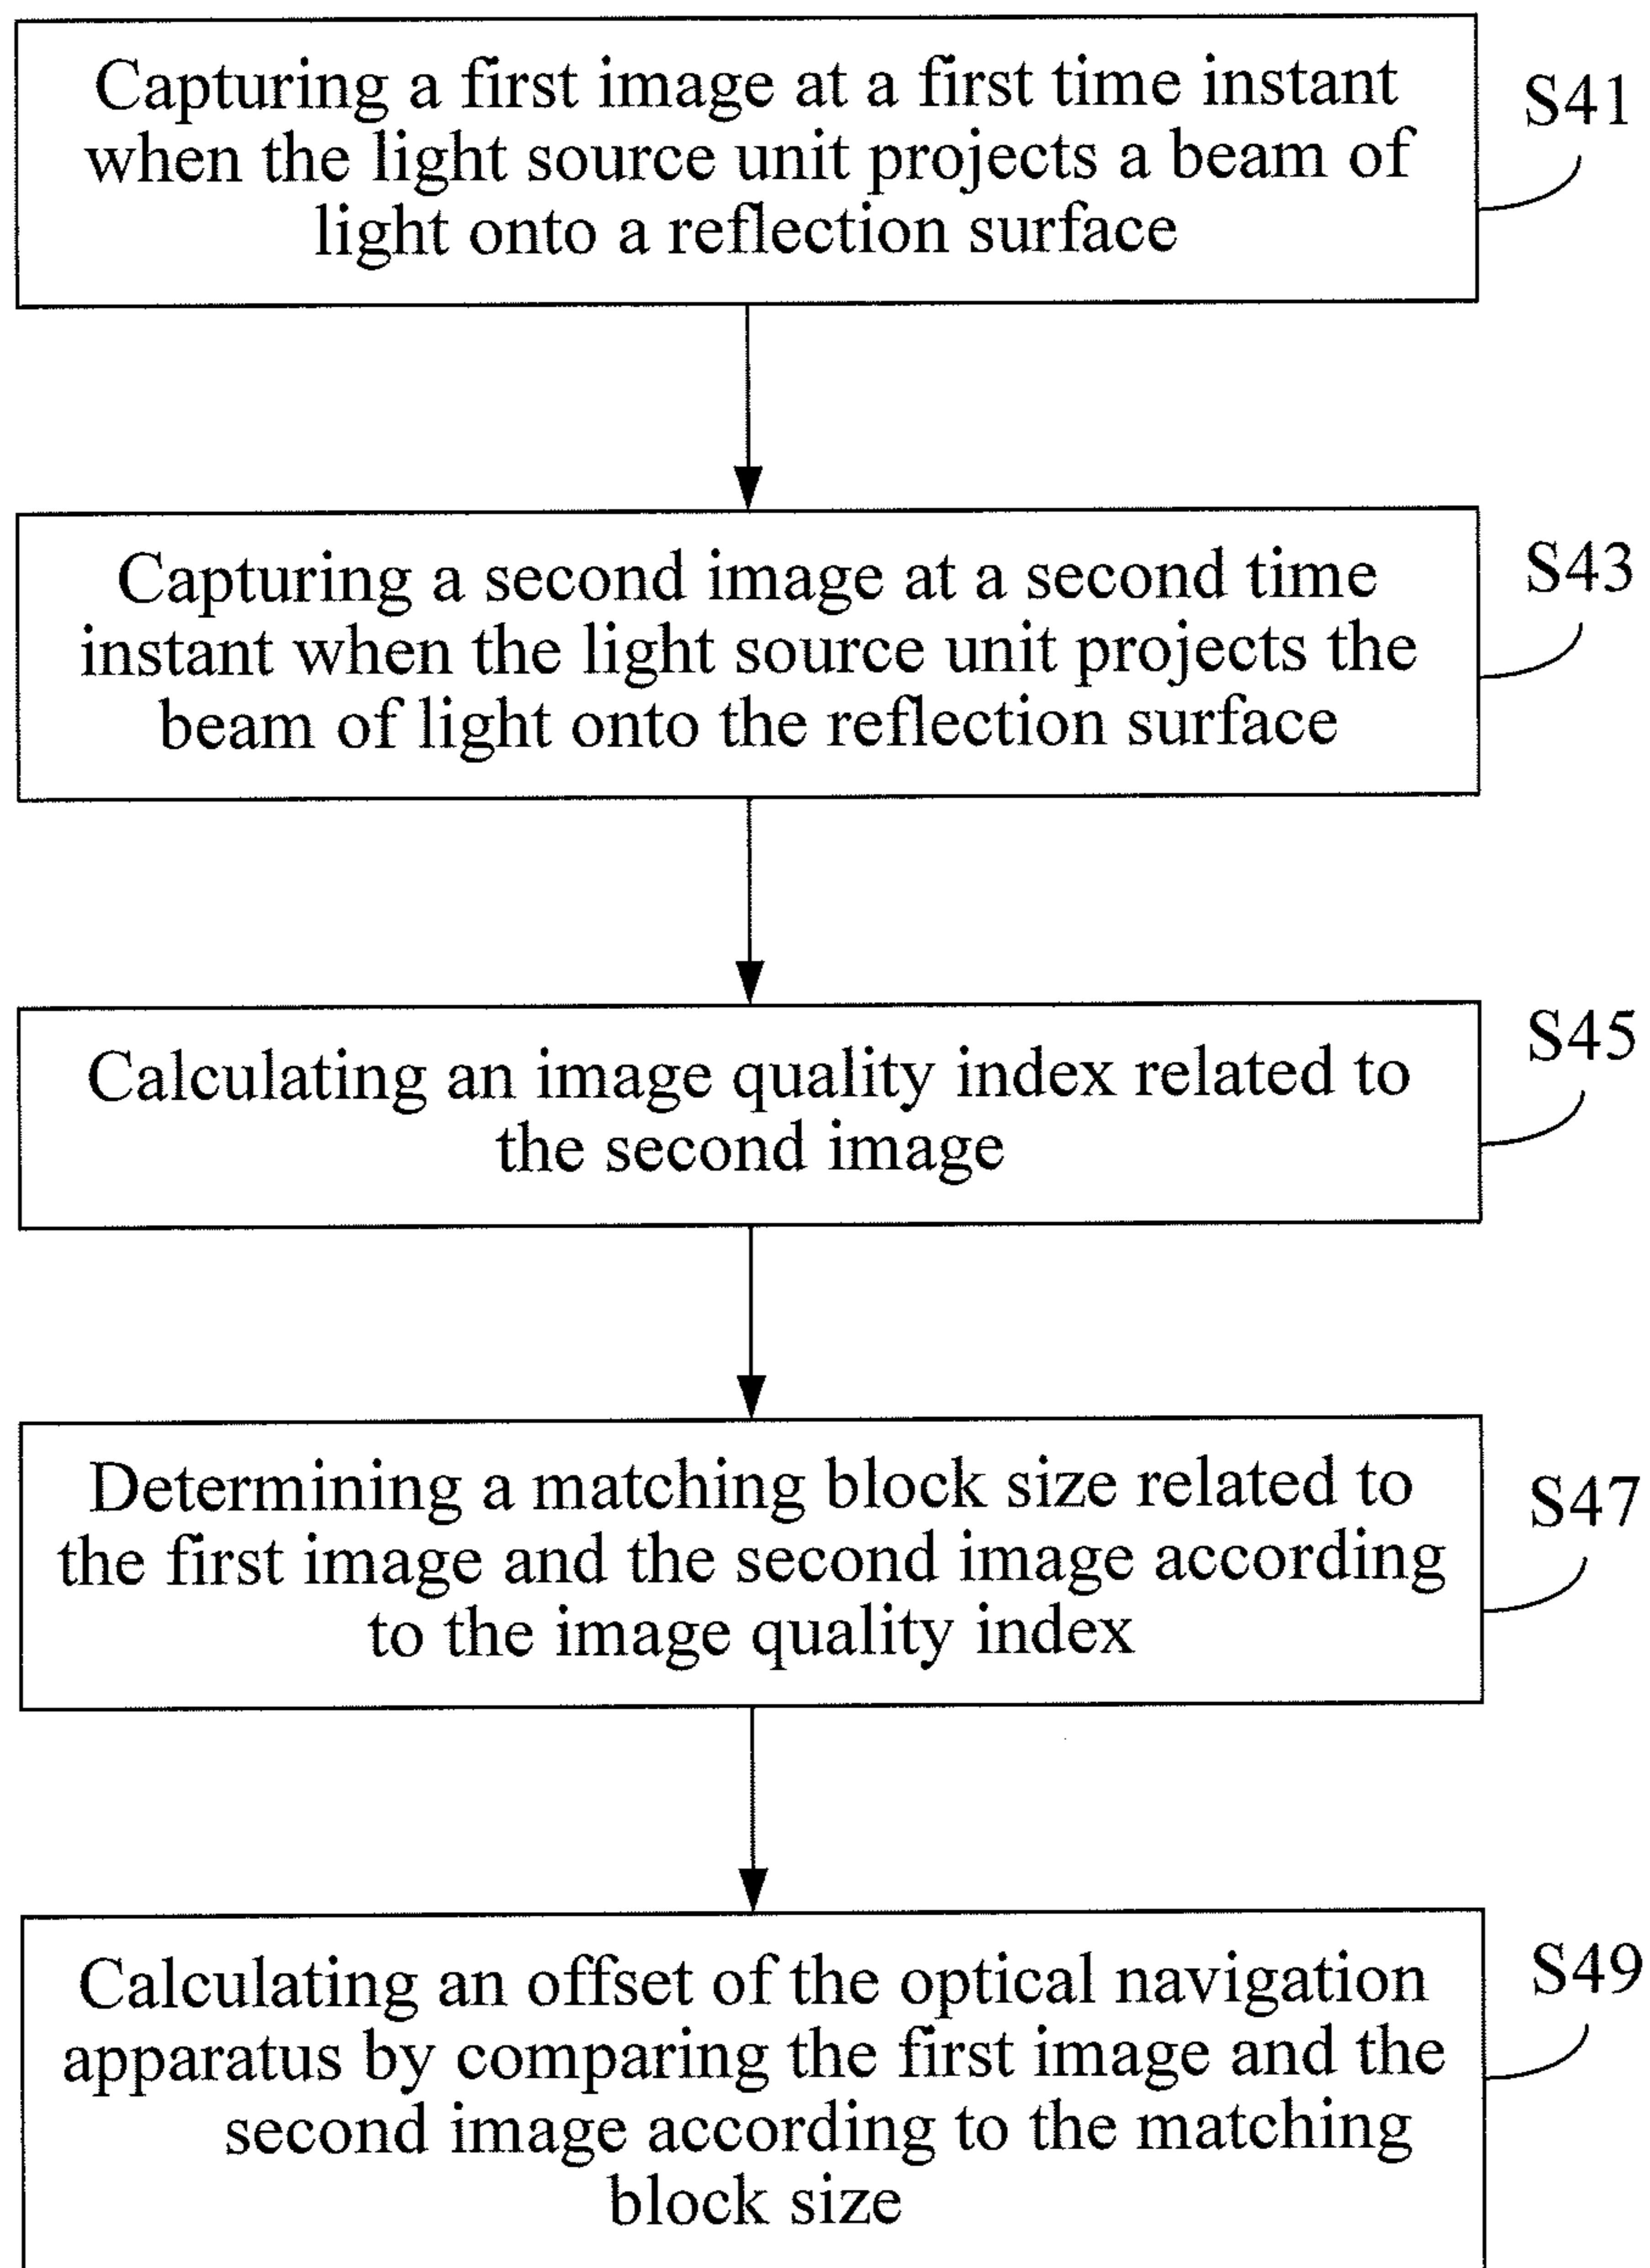 Capturing a first image at a first time instant
when the light source unit projects a beam of
light onto a reflection surface
S41
Capturing a second image at a second time
instant when the light source unit projects the
beam of light onto the reflection surface
S43
Calculating an image quality index related to
the second image
S45
Determining a matching block size related to
the first image and the second image according
to the image quality index
S47
Calculating an offset of the optical navigation
apparatus by comparing the first image and the
second image according to the matching
block size
S49